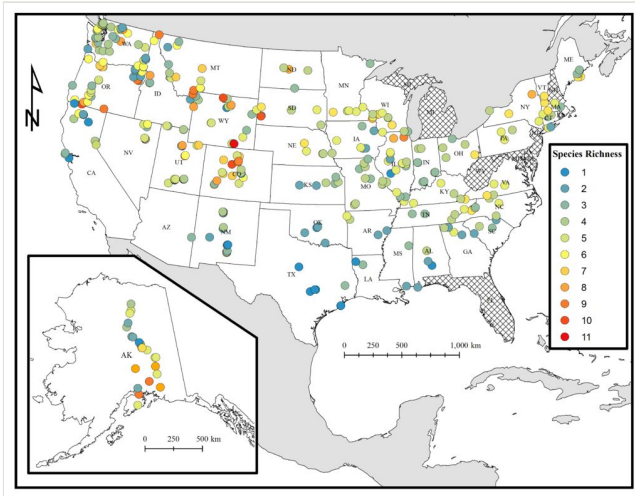 WA
MT
ND
MN
ME
OR
ID
WY
SD
WI
VT
NY
MA
CT
NV
UT
CO
NE
IA
IN
OH
PA
CA
KS
MO
KY
VA
AZ
NM
OK
AR
TN
NC
SC
TX
LA
MS
AL
GA
N
Species Richness
1
2
3
4
5
6
7
8
9
10
11
0 250 500 1,000 km
AK
0 250 500 km